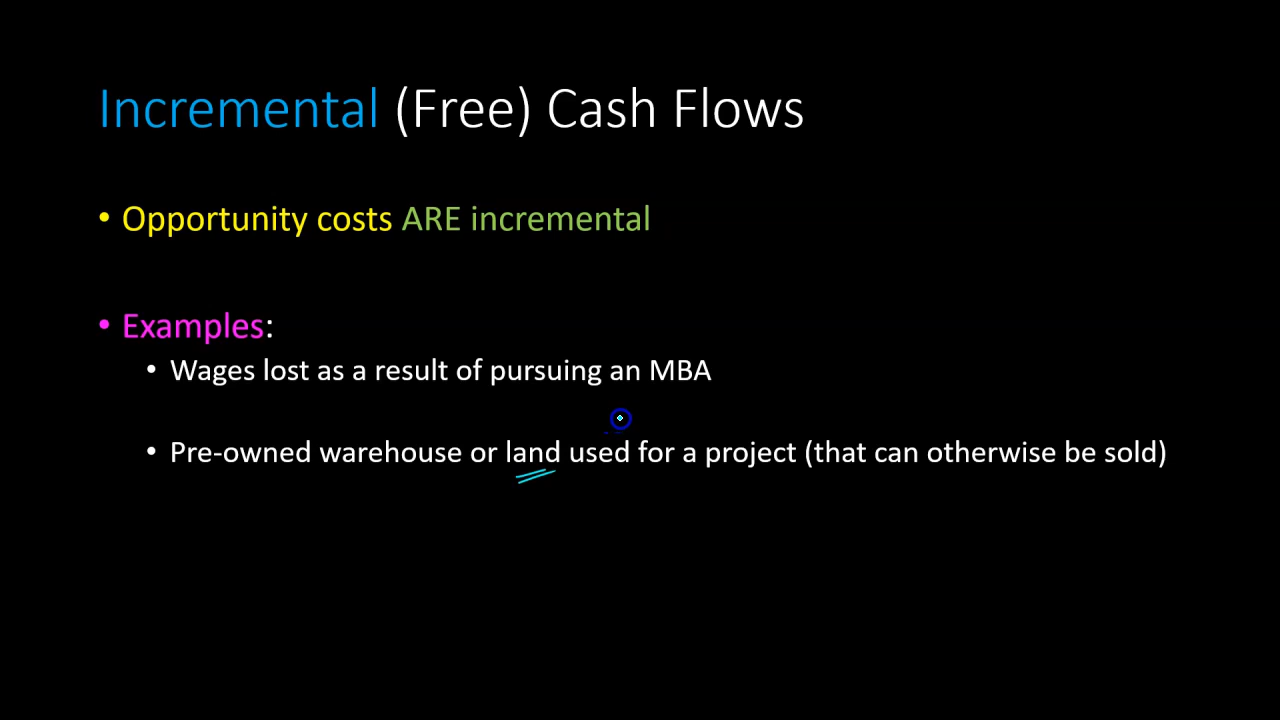 Incremental (Free) Cash Flows
• Opportunity costs ARE incremental
• Examples:
• Wages lost as a result of pursuing an MBA
• Pre-owned warehouse or land used for a project (that can otherwise be sold)